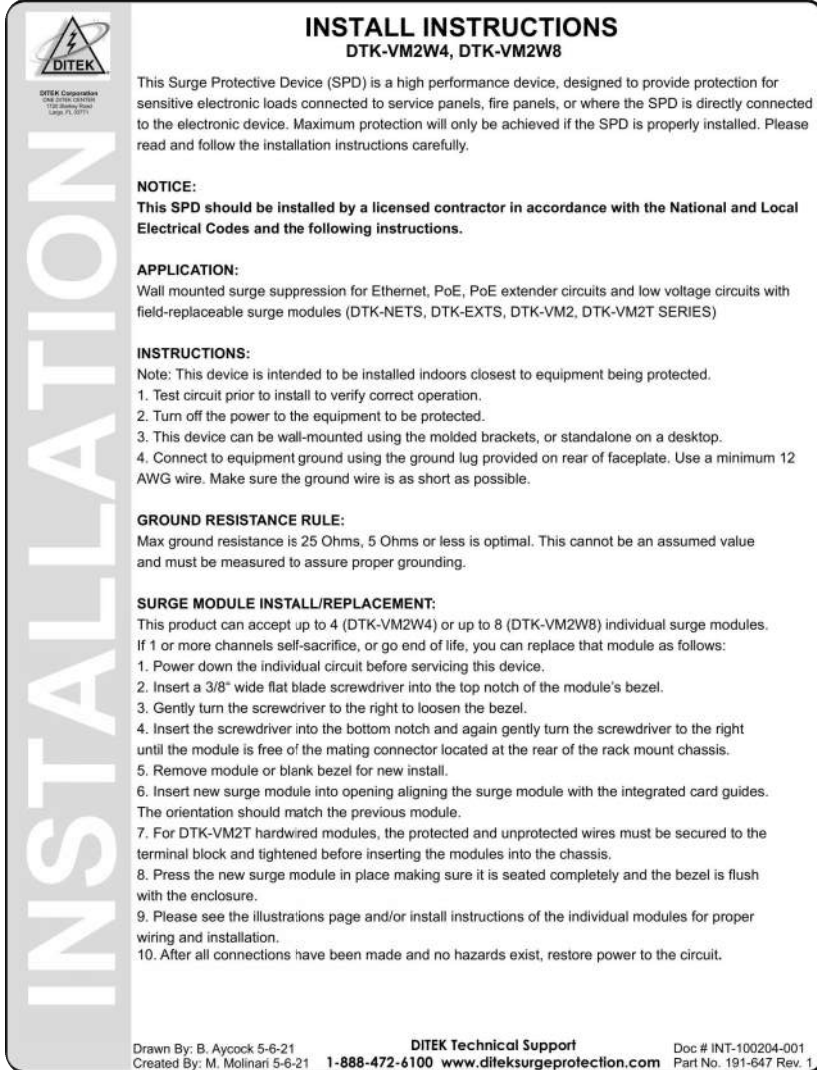 INSTALL INSTRUCTIONS
DTK-VM2W4, DTK-VM2W8
DITEK
DITEK Corporation
ONE DITEK CENTER
1720 Starkey Road
Largo, FL 33771
INSTALLATION
This Surge Protective Device (SPD) is a high performance device, designed to provide protection for
sensitive electronic loads connected to service panels, fire panels, or where the SPD is directly connected
to the electronic device. Maximum protection will only be achieved if the SPD is properly installed. Please
read and follow the installation instructions carefully.
NOTICE:
This SPD should be installed by a licensed contractor in accordance with the National and Local
Electrical Codes and the following instructions.
APPLICATION:
Wall mounted surge suppression for Ethernet, PoE, PoE extender circuits and low voltage circuits with
field-replaceable surge modules (DTK-NETS, DTK-EXTS, DTK-VM2, DTK-VM2T SERIES)
INSTRUCTIONS:
Note: This device is intended to be installed indoors closest to equipment being protected.
1. Test circuit prior to install to verify correct operation.
2. Turn off the power to the equipment to be protected.
3. This device can be wall-mounted using the molded brackets, or standalone on a desktop.
4. Connect to equipment ground using the ground lug provided on rear of faceplate. Use a minimum 12
AWG wire. Make sure the ground wire is as short as possible.
GROUND RESISTANCE RULE:
Max ground resistance is 25 Ohms, 5 Ohms or less is optimal. This cannot be an assumed value
and must be measured to assure proper grounding.
SURGE MODULE INSTALL/REPLACEMENT:
This product can accept up to 4 (DTK-VM2W4) or up to 8 (DTK-VM2W8) individual surge modules.
If 1 or more channels self-sacrifice, or go end of life, you can replace that module as follows:
1. Power down the individual circuit before servicing this device.
2. Insert a 3/8“ wide flat blade screwdriver into the top notch of the module's bezel.
3. Gently turn the screwdriver to the right to loosen the bezel.
4. Insert the screwdriver into the bottom notch and again gently turn the screwdriver to the right
until the module is free of the mating connector located at the rear of the rack mount chassis.
5. Remove module or blank bezel for new install.
6. Insert new surge module into opening aligning the surge module with the integrated card guides.
The orientation should match the previous module.
7. For DTK-VM2T hardwired modules, the protected and unprotected wires must be secured to the
terminal block and tightened before inserting the modules into the chassis.
8. Press the new surge module in place making sure it is seated completely and the bezel is flush
with the enclosure.
9. Please see the illustrations page and/or install instructions of the individual modules for proper
wiring and installation.
10. After all connections have been made and no hazards exist, restore power to the circuit.
Drawn By: B. Aycock 5-6-21
Created By: M. Molinari 5-6-21
DITEK Technical Support
1-888-472-6100 www.diteksurgeprotection.com
Doc # INT-100204-001
Part No. 191-647 Rev. 1